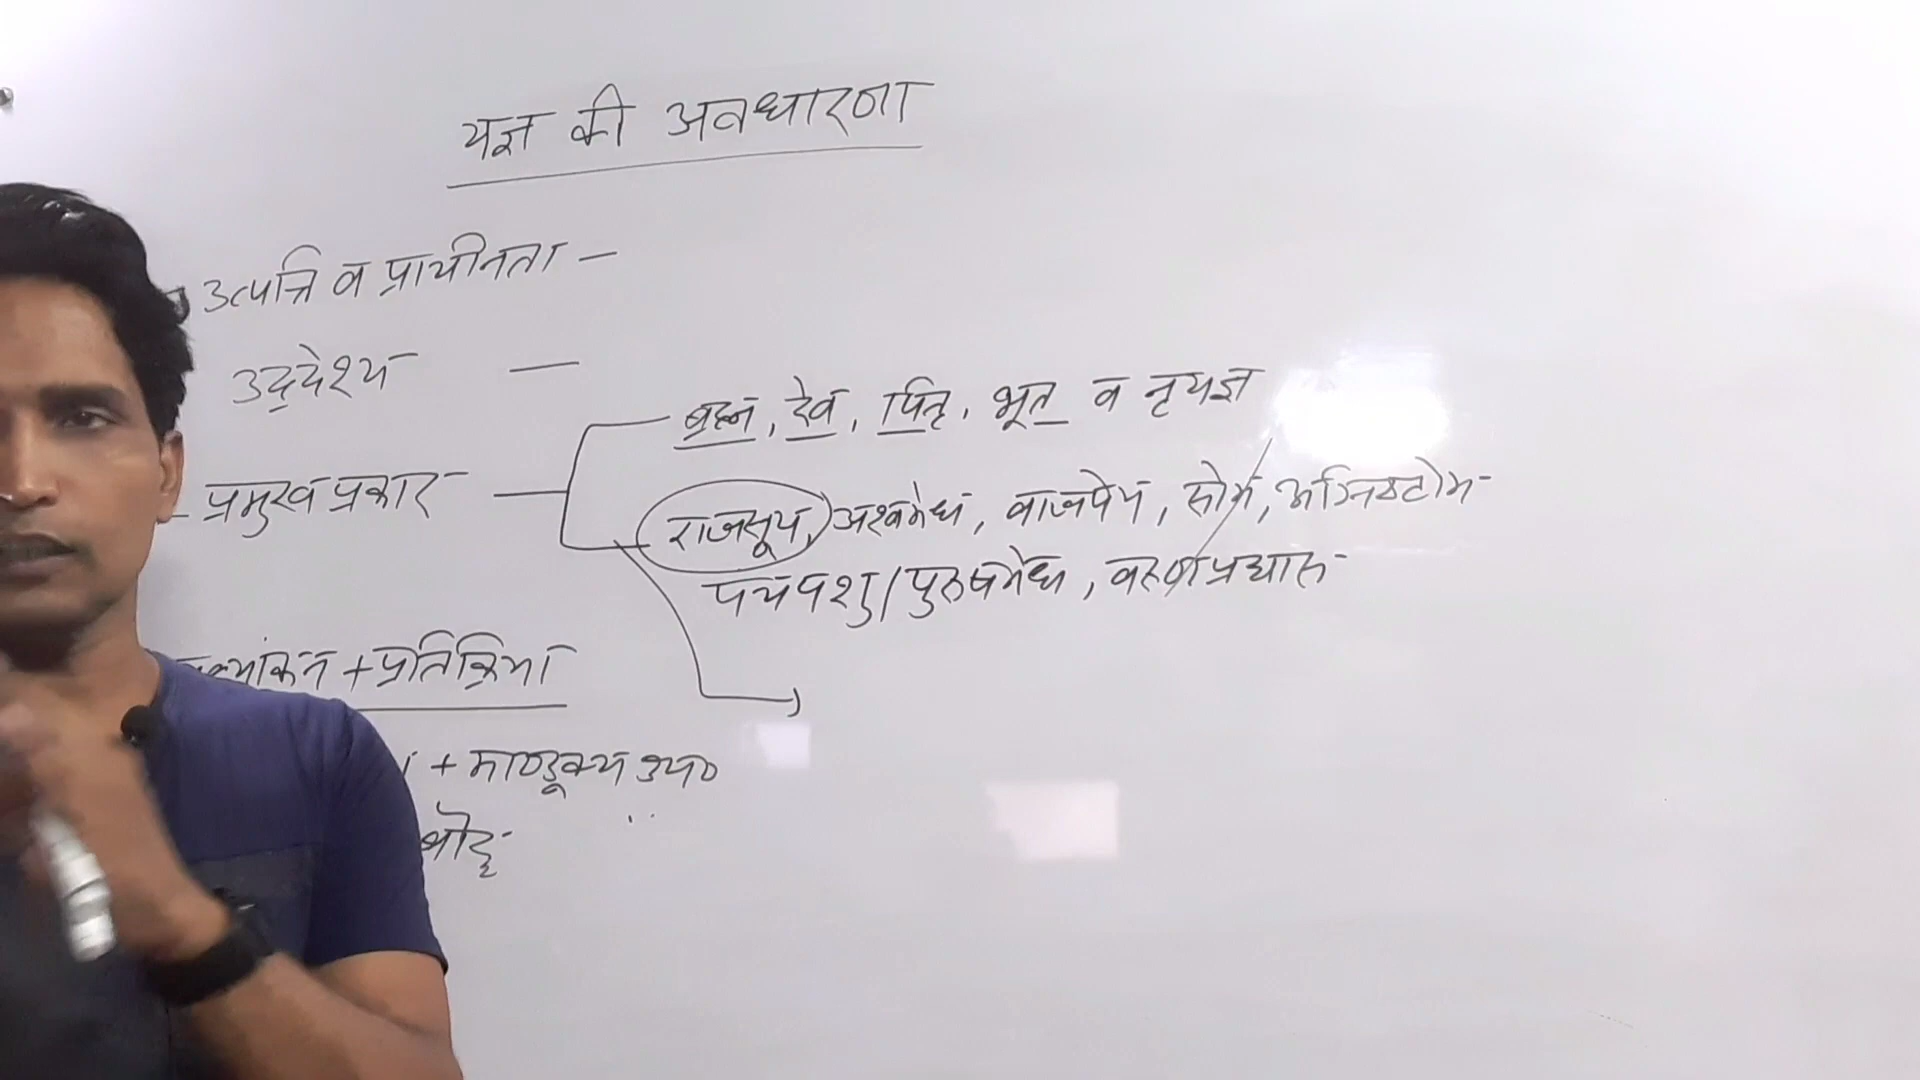 यज्ञ की अवधारणा
उत्पत्ति व प्राचीनता –
उद्देश्य –
ब्रह्म, देव, पितृ, भूत व नृयज्ञ
प्रमुख प्रकार –
राजसूय, अश्वमेध, वाजपेय, सोम, अग्निष्टोम
पंचपशु/पुरुषमेध, वरुणप्रघास
+ प्रतिक्रिया
+ माण्डूक्य उप०
बौद्ध